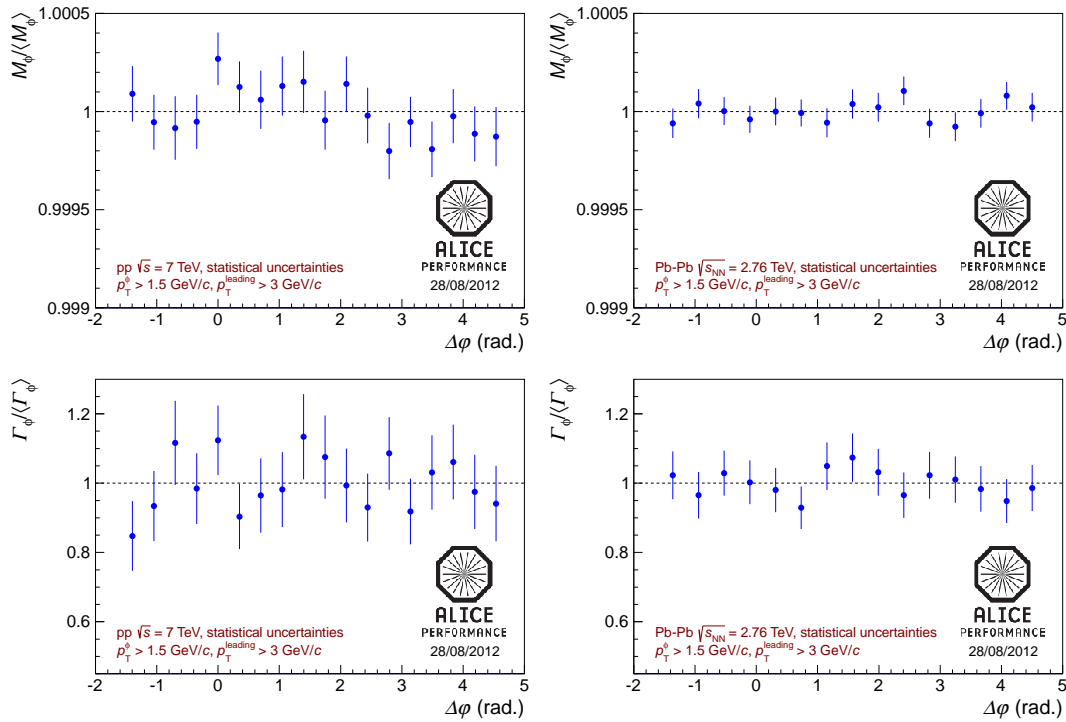 M_ϕ/⟨M_ϕ⟩
1.0005
1
0.9995
0.999
ALICE
PERFORMANCE
28/08/2012
pp √s = 7 TeV, statistical uncertainties
p_T^ϕ > 1.5 GeV/c, p_T^leading > 3 GeV/c
-2 -1 0 1 2 3 4 5
Δφ (rad.)
M_ϕ/⟨M_ϕ⟩
1.0005
1
0.9995
0.999
ALICE
PERFORMANCE
28/08/2012
Pb-Pb √s_NN = 2.76 TeV, statistical uncertainties
p_T^ϕ > 1.5 GeV/c, p_T^leading > 3 GeV/c
-2 -1 0 1 2 3 4 5
Δφ (rad.)
Γ_ϕ/⟨Γ_ϕ⟩
1.2
1
0.8
0.6
ALICE
PERFORMANCE
28/08/2012
pp √s = 7 TeV, statistical uncertainties
p_T^ϕ > 1.5 GeV/c, p_T^leading > 3 GeV/c
-2 -1 0 1 2 3 4 5
Δφ (rad.)
Γ_ϕ/⟨Γ_ϕ⟩
1.2
1
0.8
0.6
ALICE
PERFORMANCE
28/08/2012
Pb-Pb √s_NN = 2.76 TeV, statistical uncertainties
p_T^ϕ > 1.5 GeV/c, p_T^leading > 3 GeV/c
-2 -1 0 1 2 3 4 5
Δφ (rad.)